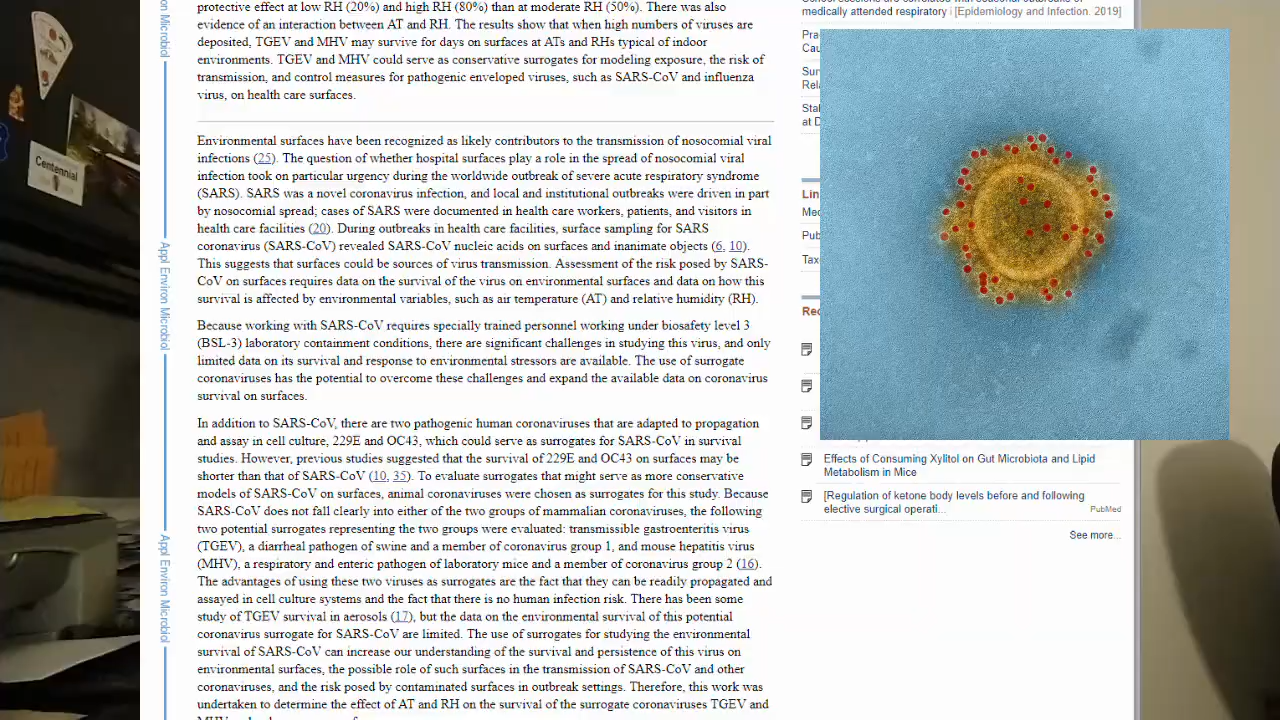 on Microbiol
Appl Environ Microbiol
Appl Environ Microbiol
Centennial
protective effect at low RH (20%) and high RH (80%) than at moderate RH (50%). There was also
evidence of an interaction between AT and RH. The results show that when high numbers of viruses are
deposited, TGEV and MHV may survive for days on surfaces at ATs and RHs typical of indoor
environments. TGEV and MHV could serve as conservative surrogates for modeling exposure, the risk of
transmission, and control measures for pathogenic enveloped viruses, such as SARS-CoV and influenza
virus, on health care surfaces.
Environmental surfaces have been recognized as likely contributors to the transmission of nosocomial viral
infections (25). The question of whether hospital surfaces play a role in the spread of nosocomial viral
infection took on particular urgency during the worldwide outbreak of severe acute respiratory syndrome
(SARS). SARS was a novel coronavirus infection, and local and institutional outbreaks were driven in part
by nosocomial spread; cases of SARS were documented in health care workers, patients, and visitors in
health care facilities (20). During outbreaks in health care facilities, surface sampling for SARS
coronavirus (SARS-CoV) revealed SARS-CoV nucleic acids on surfaces and inanimate objects (6, 10).
This suggests that surfaces could be sources of virus transmission. Assessment of the risk posed by SARS-
CoV on surfaces requires data on the survival of the virus on environmental surfaces and data on how this
survival is affected by environmental variables, such as air temperature (AT) and relative humidity (RH).
Because working with SARS-CoV requires specially trained personnel working under biosafety level 3
(BSL-3) laboratory containment conditions, there are significant challenges in studying this virus, and only
limited data on its survival and response to environmental stressors are available. The use of surrogate
coronaviruses has the potential to overcome these challenges and expand the available data on coronavirus
survival on surfaces.
In addition to SARS-CoV, there are two pathogenic human coronaviruses that are adapted to propagation
and assay in cell culture, 229E and OC43, which could serve as surrogates for SARS-CoV in survival
studies. However, previous studies suggested that the survival of 229E and OC43 on surfaces may be
shorter than that of SARS-CoV (10, 35). To evaluate surrogates that might serve as more conservative
models of SARS-CoV on surfaces, animal coronaviruses were chosen as surrogates for this study. Because
SARS-CoV does not fall clearly into either of the two groups of mammalian coronaviruses, the following
two potential surrogates representing the two groups were evaluated: transmissible gastroenteritis virus
(TGEV), a diarrheal pathogen of swine and a member of coronavirus group 1, and mouse hepatitis virus
(MHV), a respiratory and enteric pathogen of laboratory mice and a member of coronavirus group 2 (16).
The advantages of using these two viruses as surrogates are the fact that they can be readily propagated and
assayed in cell culture systems and the fact that there is no human infection risk. There has been some
study of TGEV survival in aerosols (17), but the data on the environmental survival of this potential
coronavirus surrogate for SARS-CoV are limited. The use of surrogates for studying the environmental
survival of SARS-CoV can increase our understanding of the survival and persistence of this virus on
environmental surfaces, the possible role of such surfaces in the transmission of SARS-CoV and other
coronaviruses, and the risk posed by contaminated surfaces in outbreak settings. Therefore, this work was
undertaken to determine the effect of AT and RH on the survival of the surrogate coronaviruses TGEV and
medically attended respiratory i [Epidemiology and Infection. 2019]
Pra
Cau
Sur
Rela
Stal
at D
Lin
Med
Pub
Tax
Rec
Effects of Consuming Xylitol on Gut Microbiota and Lipid
Metabolism in Mice
[Regulation of ketone body levels before and following
elective surgical operati...
PubMed
See more...